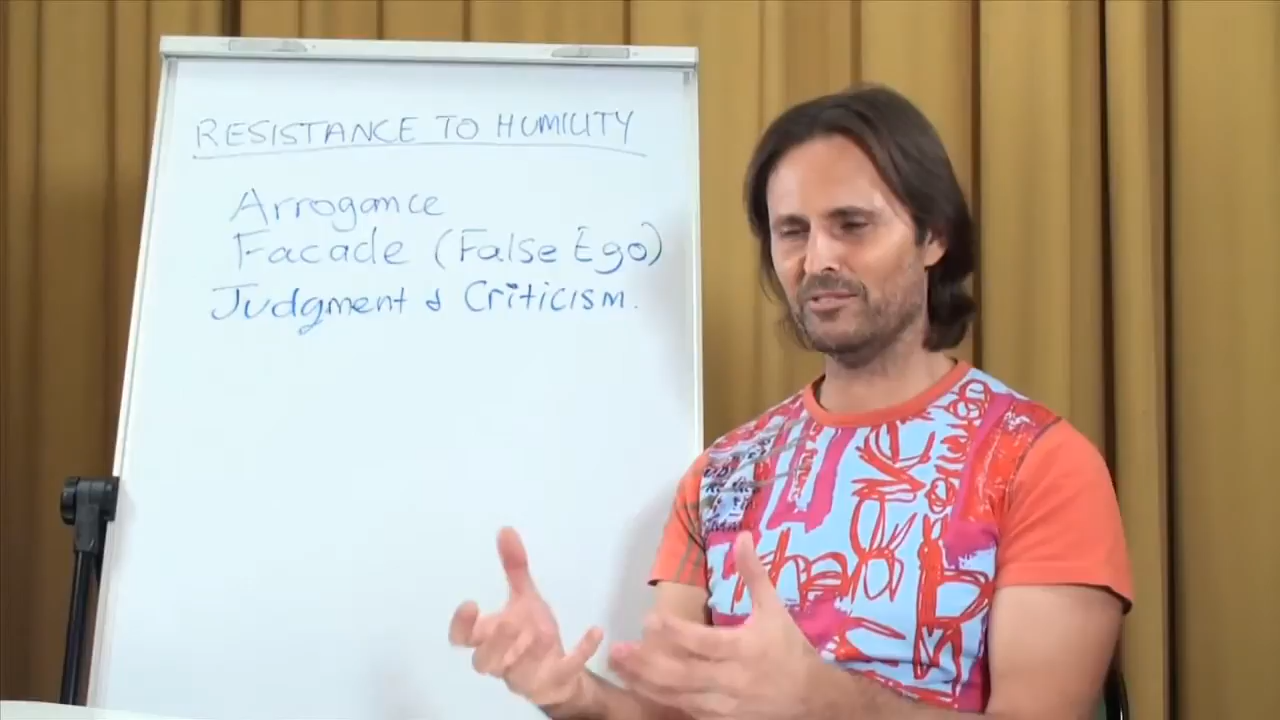 RESISTANCE TO HUMILITY
Arrogance
Facade (False Ego)
Judgment & Criticism.